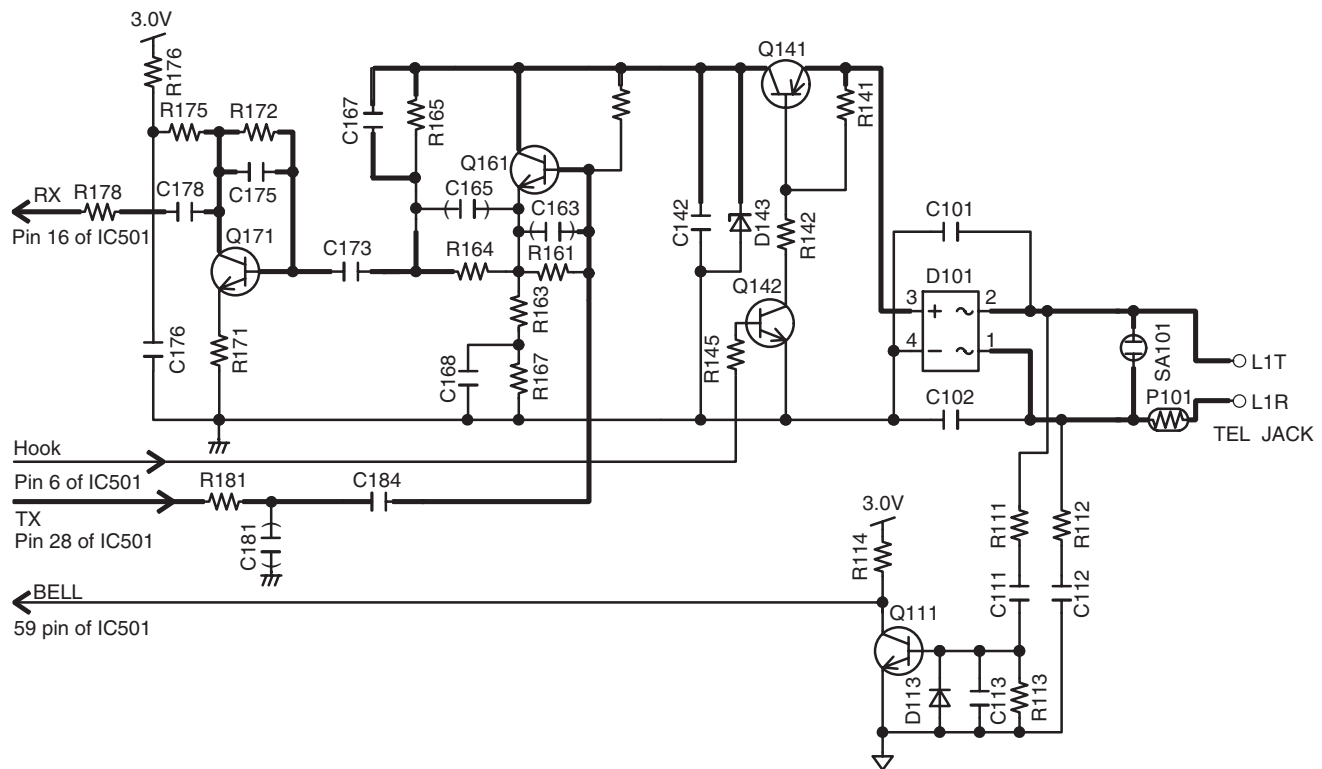 3.0V
Q141
R176
R175
R172
C167
R165
R141
Q161
RX
R178
C178
C175
C165
C163
C142
D143
R142
C101
Pin 16 of IC501
Q171
C173
R164
R161
D101
3
+
~
2
Q142
4
−
~
1
R163
R145
SA101
L1T
C176
R171
C168
R167
C102
P101
L1R
TEL JACK
Hook
Pin 6 of IC501
R181
C184
TX
Pin 28 of IC501
C181
3.0V
R114
R111
R112
BELL
C111
C112
59 pin of IC501
Q111
D113
C113
R113